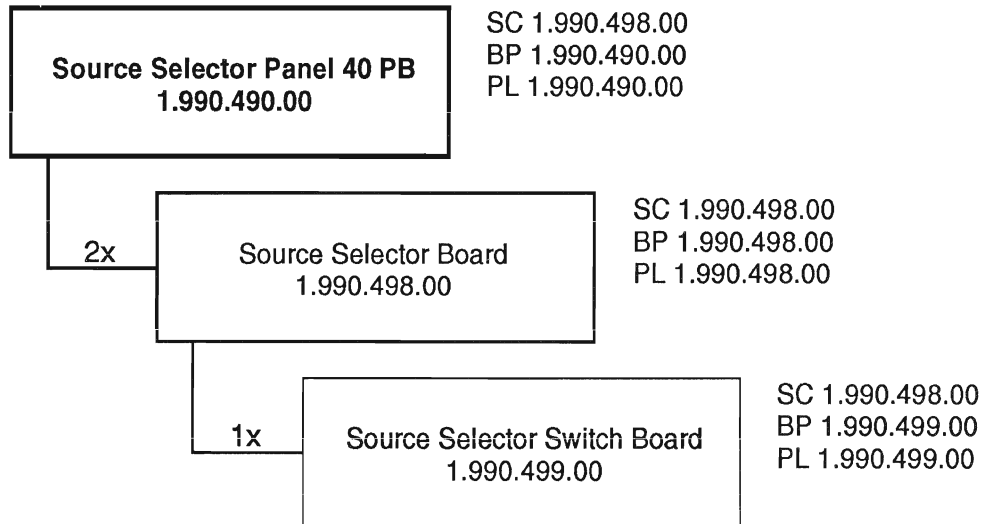 Source Selector Panel 40 PB
1.990.490.00
SC 1.990.498.00
BP 1.990.490.00
PL 1.990.490.00
2x
Source Selector Board
1.990.498.00
SC 1.990.498.00
BP 1.990.498.00
PL 1.990.498.00
1x
Source Selector Switch Board
1.990.499.00
SC 1.990.498.00
BP 1.990.499.00
PL 1.990.499.00